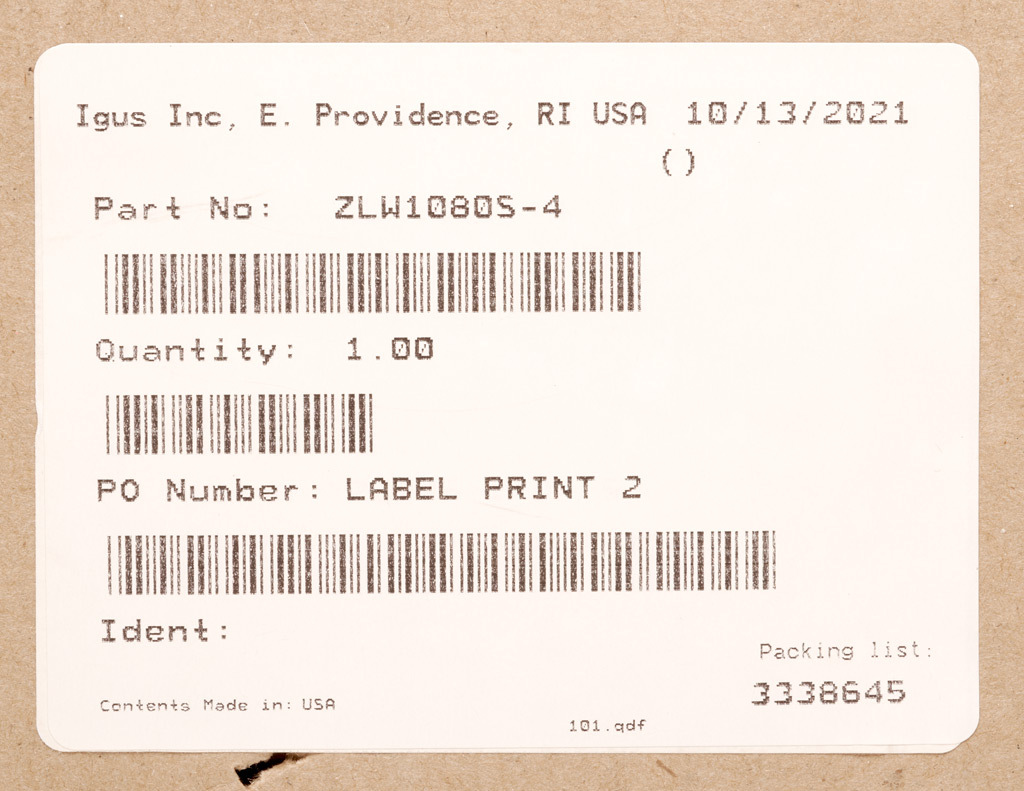 Igus Inc, E. Providence, RI USA 10/13/2021
()
Part No: ZLW1080S-4
Quantity: 1.00
PO Number: LABEL PRINT 2
Ident:
Packing list:
3338645
Contents Made in: USA
101.qdf